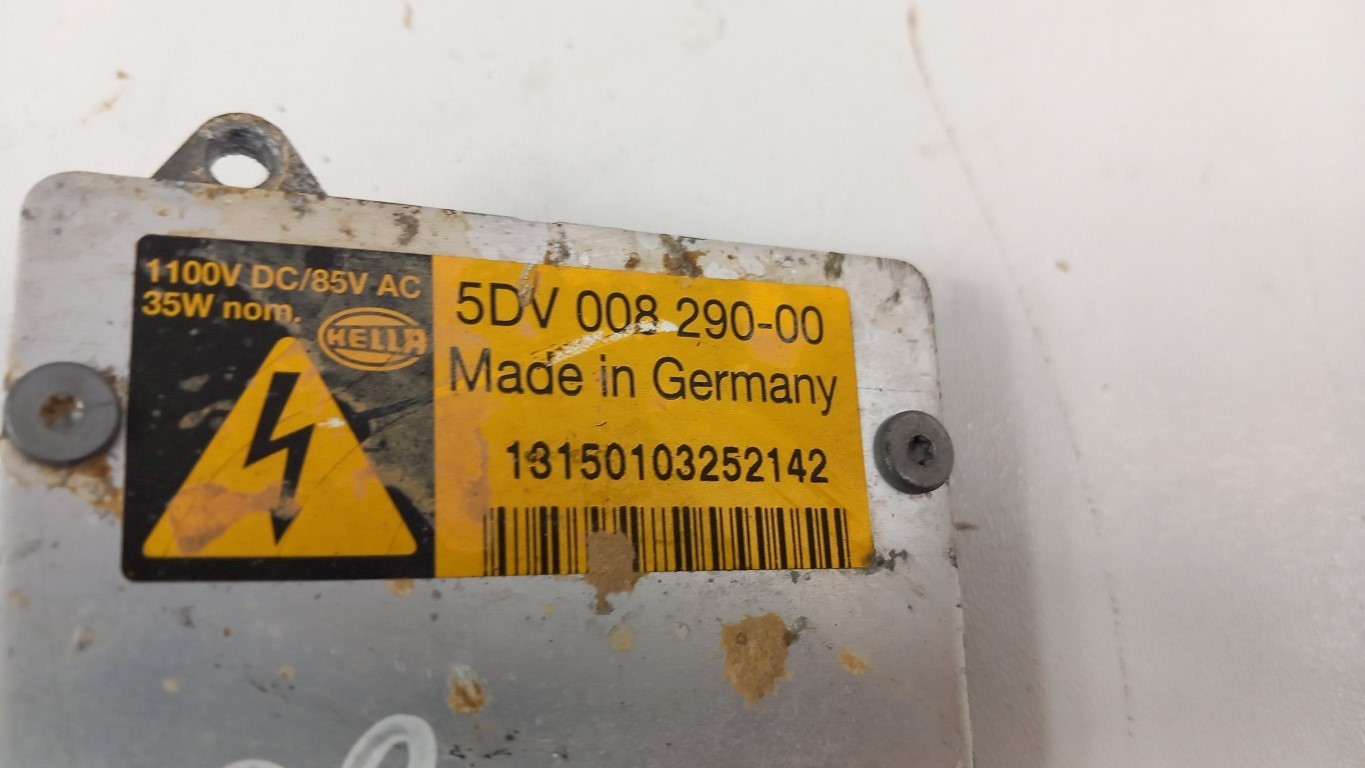 1100V DC/85V AC
35W nom.
HELLA
5DV 008 290-00
Made in Germany
13150103252142